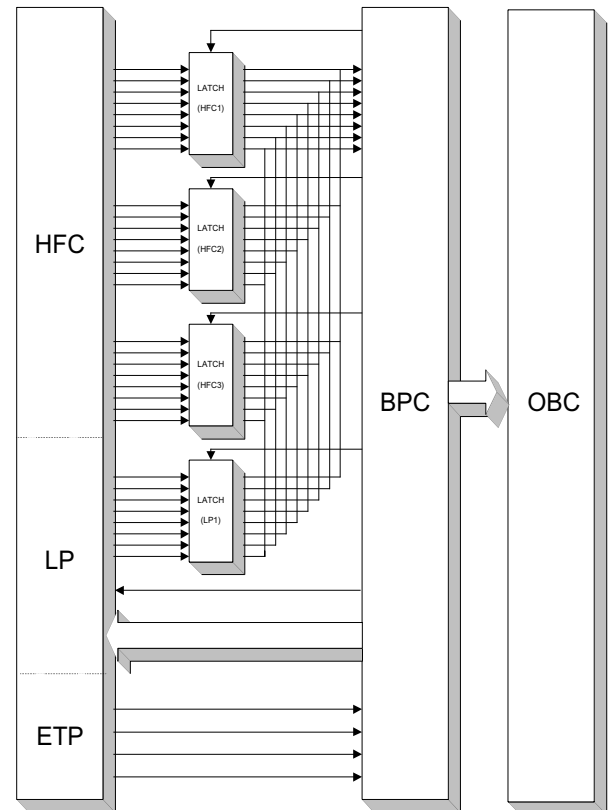 LATCH
(HFC1)
LATCH
(HFC2)
HFC
LATCH
(HFC3)
BPC
OBC
LATCH
(LP1)
LP
ETP